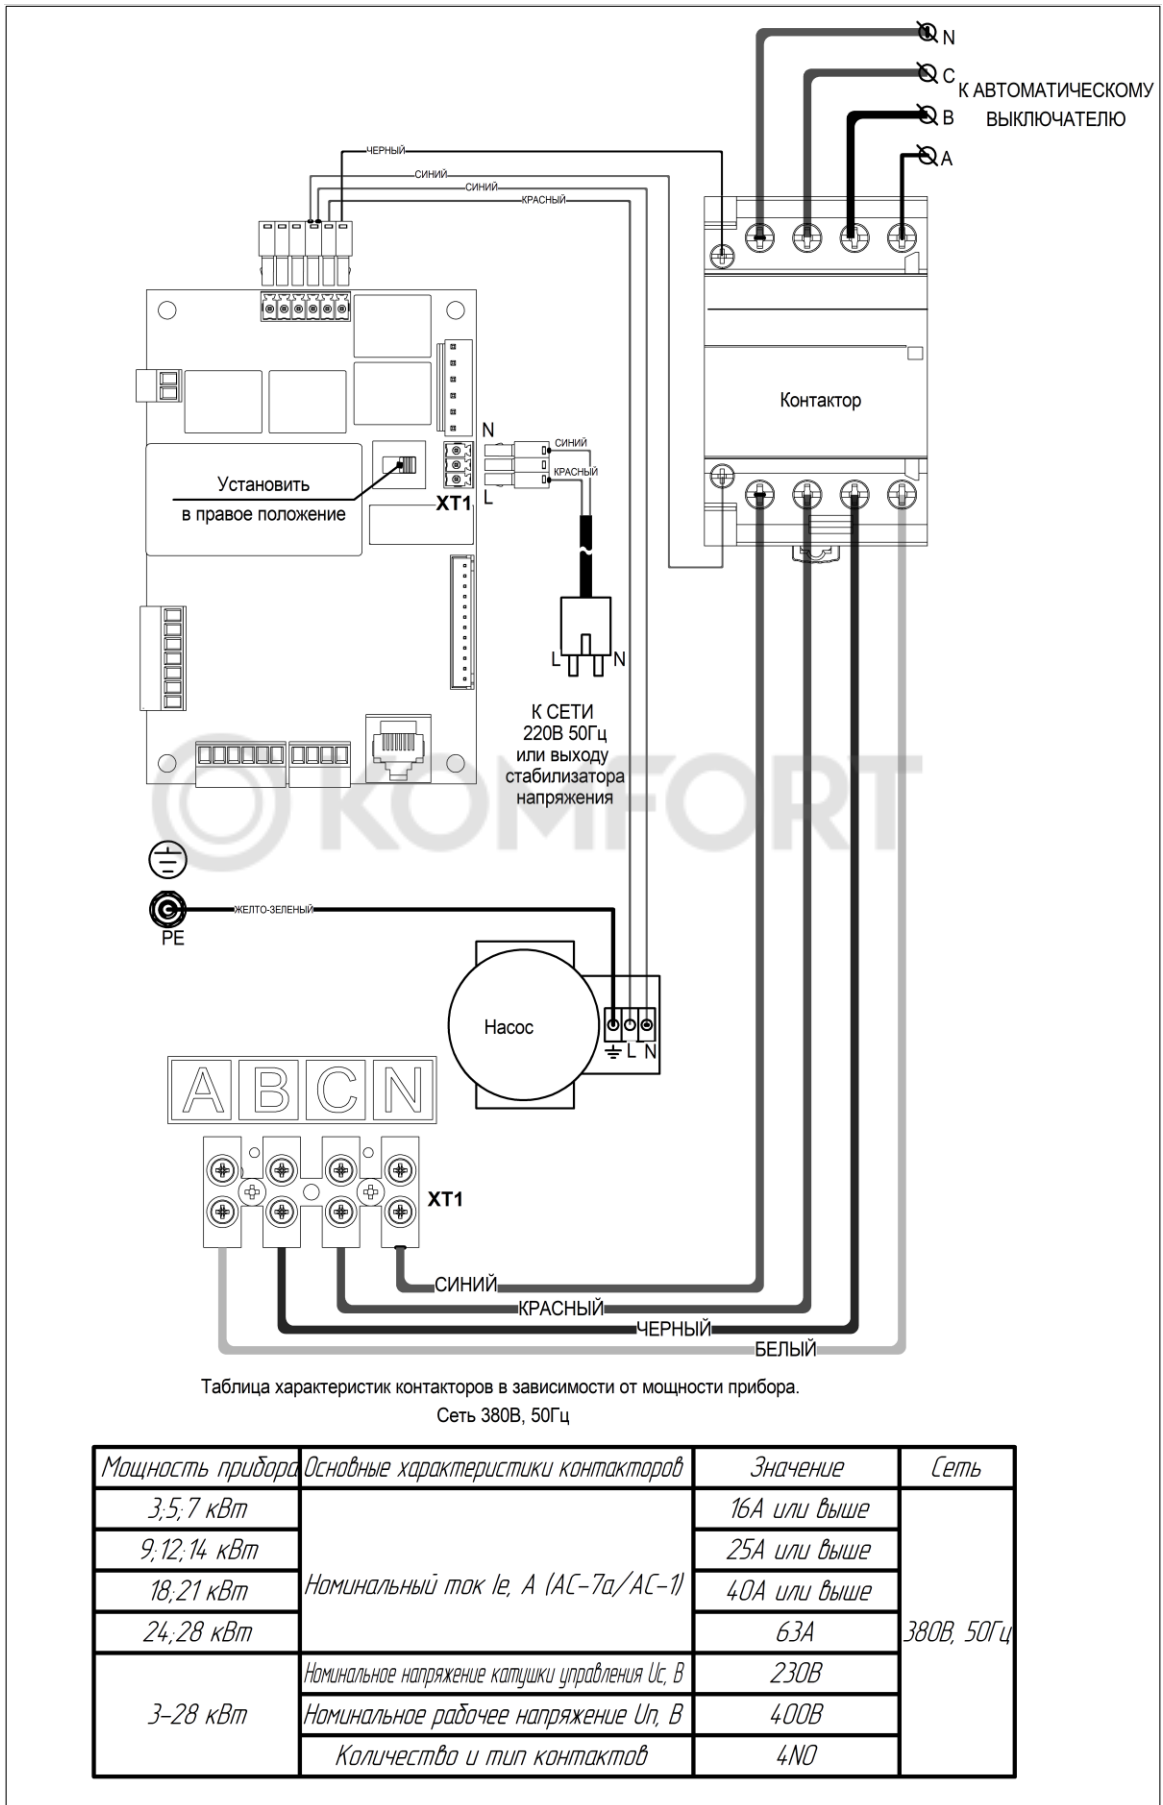 N
C
К АВТОМАТИЧЕСКОМУ
B
ВЫКЛЮЧАТЕЛЮ
A
ЧЕРНЫЙ
СИНИЙ
СИНИЙ
КРАСНЫЙ
Контактор
N
СИНИЙ
КРАСНЫЙ
Установить
в правое положение
XT1
L
L
N
К СЕТИ
220В 50Гц
или выходу
стабилизатора
напряжения
KOMFORT
ЖЕЛТО-ЗЕЛЕНЫЙ
PE
Насос
L N
A B C N
XT1
СИНИЙ
КРАСНЫЙ
ЧЕРНЫЙ
БЕЛЫЙ
Таблица характеристик контакторов в зависимости от мощности прибора.
Сеть 380В, 50Гц
Мощность прибора Основные характеристики контакторов Значение Сеть
3;5;7 кВт 16А или выше
9;12;14 кВт 25А или выше
Номинальный ток Ie, А (АС-7а/АС-1)
18;21 кВт 40А или выше
24;28 кВт 63А
380В, 50Гц
Номинальное напряжение катушки управления Uc, В 230В
3-28 кВт Номинальное рабочее напряжение Uп, В 400В
Количество и тип контактов 4NO